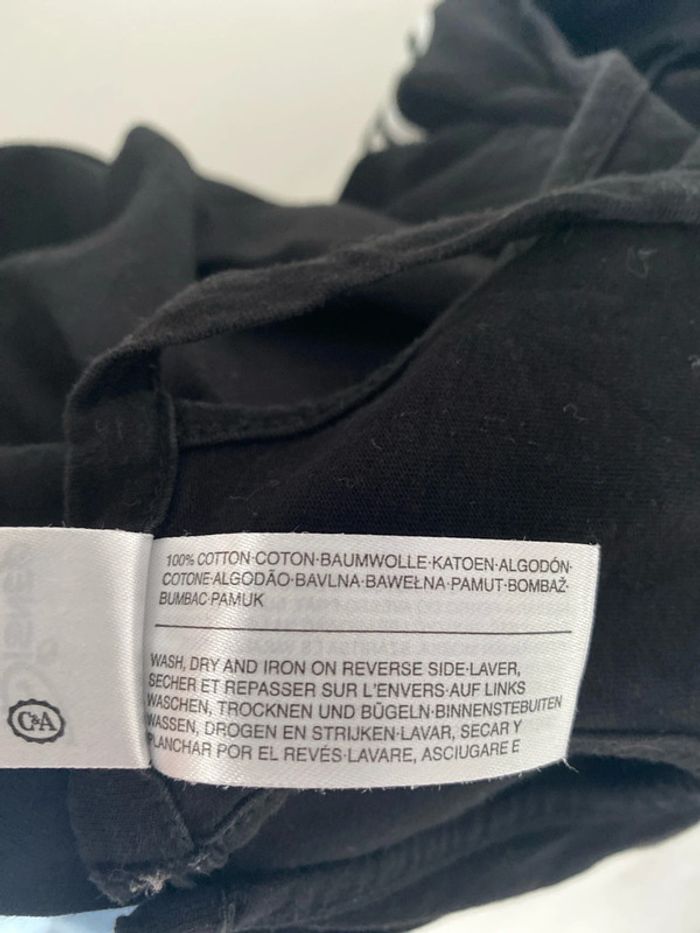 100% COTTON·COTON·BAUMWOLLE·KATOEN·ALGODÓN·
COTONE·ALGODÃO·BAVLNA·BAWEŁNA·PAMUT·BOMBAŽ·
BUMBAC·PAMUK
WASH, DRY AND IRON ON REVERSE SIDE·LAVER,
SECHER ET REPASSER SUR L'ENVERS·AUF LINKS
WASCHEN, TROCKNEN UND BÜGELN·BINNENSTEBUITEN
WASSEN, DROGEN EN STRIJKEN·LAVAR, SECAR Y
PLANCHAR POR EL REVÉS·LAVARE, ASCIUGARE E
C&A